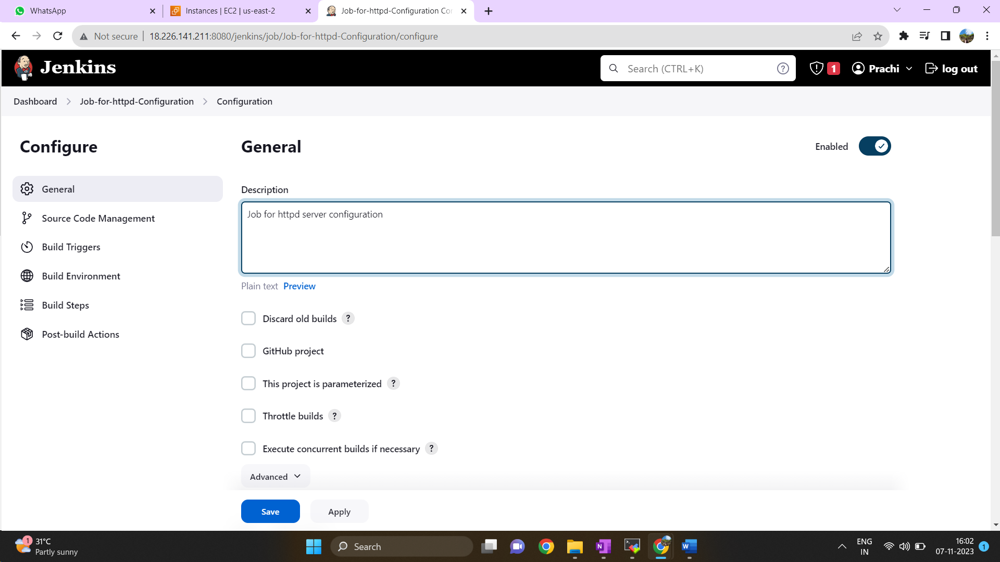 WhatsApp
Instances | EC2 | us-east-2
Job-for-httpd-Configuration Co
Not secure
18.226.141.211:8080/jenkins/job/Job-for-httpd-Configuration/configure
Jenkins
Search (CTRL+K)
?
1
Prachi
log out
Dashboard
Job-for-httpd-Configuration
Configuration
Configure
General
Enabled
General
Source Code Management
Build Triggers
Build Environment
Build Steps
Post-build Actions
Description
Job for httpd server configuration
Plain text Preview
Discard old builds ?
GitHub project
This project is parameterized ?
Throttle builds ?
Execute concurrent builds if necessary ?
Advanced
Save
Apply
1
31°C
Partly sunny
Search
N
W
ENG
IN
16:02
07-11-2023
1